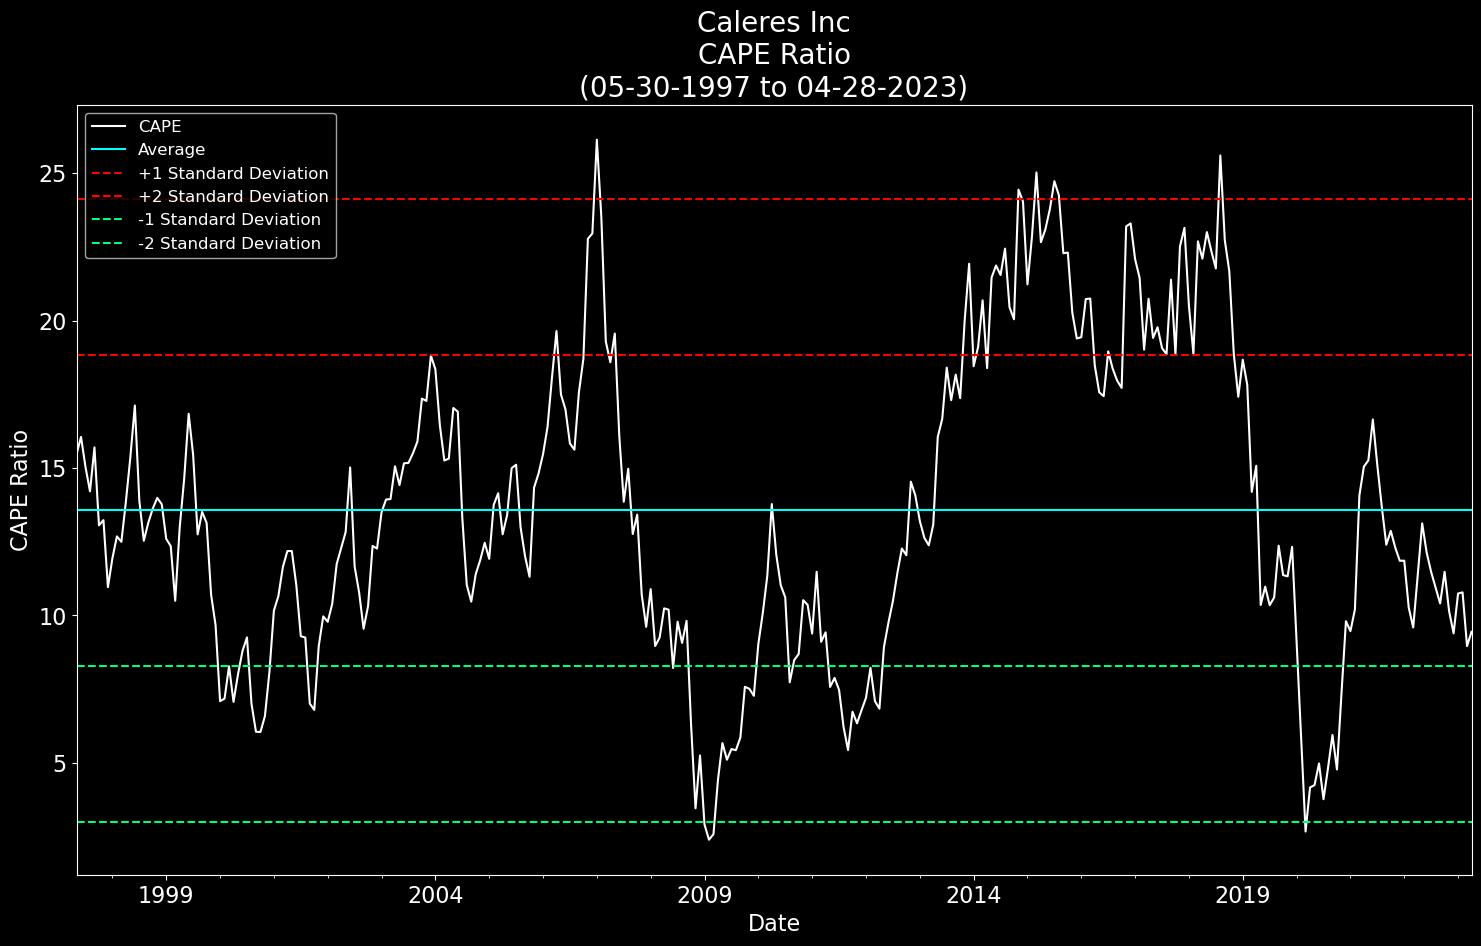 Caleres Inc
CAPE Ratio
(05-30-1997 to 04-28-2023)
CAPE
Average
+1 Standard Deviation
+2 Standard Deviation
-1 Standard Deviation
-2 Standard Deviation
25
20
15
10
5
CAPE Ratio
1999 2004 2009 2014 2019
Date